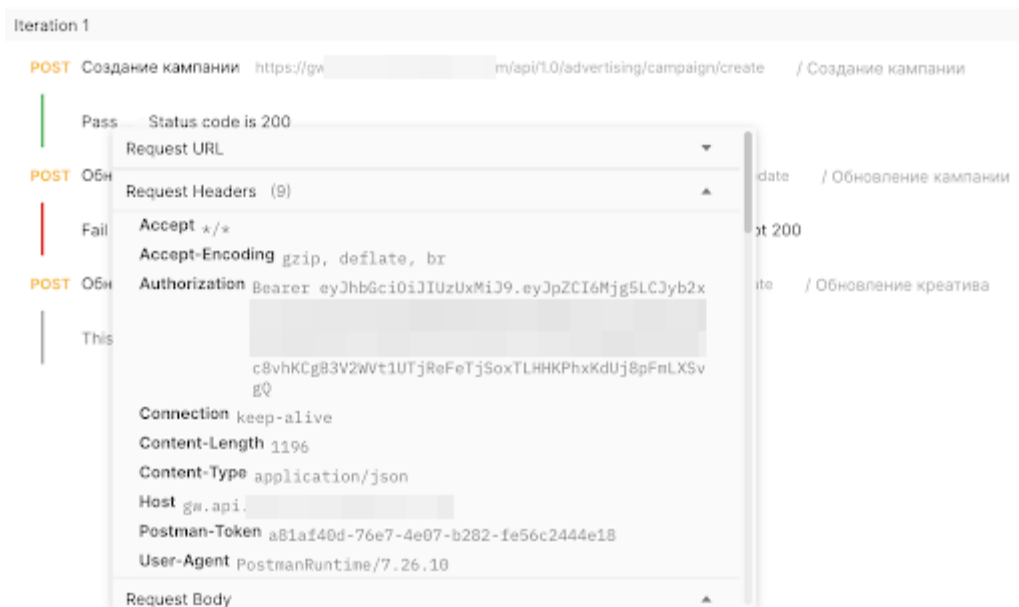 Iteration 1
POST Создание кампании https://gw m/api/1.0/advertising/campaign/create / Создание кампании
Pass Status code is 200
Request URL
POST Обн date / Обновление кампании
Request Headers (9)
Accept */*
Fail pt 200
Accept-Encoding gzip, deflate, br
POST Обн te / Обновление креатива
Authorization Bearer eyJhbGciOiJIUzUxMiJ9.eyJpZCI6Mjg5LCJyb2x
This
c8vhKCgB3V2WVt1UTjReFeTjSoxTLHHKPhxKdUj8pFmLXSv
gQ
Connection keep-alive
Content-Length 1196
Content-Type application/json
Host gw.api.
Postman-Token a81af40d-76e7-4e07-b282-fe56c2444e18
User-Agent PostmanRuntime/7.26.10
Request Body